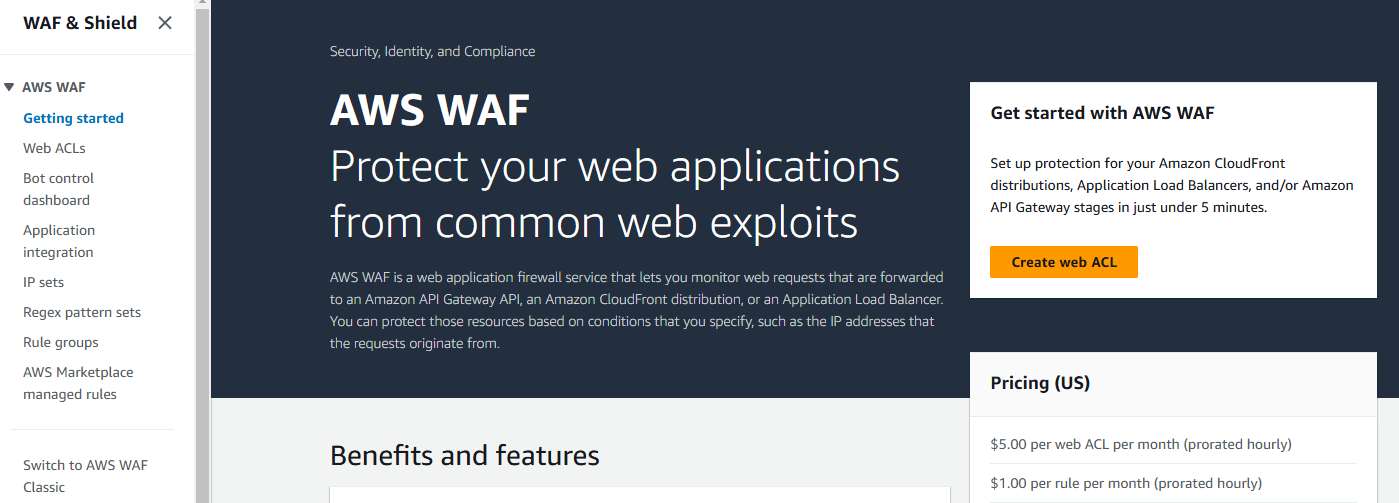 WAF & Shield
AWS WAF
Getting started
Web ACLs
Bot control
dashboard
Application
integration
IP sets
Regex pattern sets
Rule groups
AWS Marketplace
managed rules
Switch to AWS WAF
Classic
Security, Identity, and Compliance
AWS WAF
Protect your web applications
from common web exploits
AWS WAF is a web application firewall service that lets you monitor web requests that are forwarded
to an Amazon API Gateway API, an Amazon CloudFront distribution, or an Application Load Balancer.
You can protect those resources based on conditions that you specify, such as the IP addresses that
the requests originate from.
Get started with AWS WAF
Set up protection for your Amazon CloudFront
distributions, Application Load Balancers, and/or Amazon
API Gateway stages in just under 5 minutes.
Create web ACL
Pricing (US)
$5.00 per web ACL per month (prorated hourly)
$1.00 per rule per month (prorated hourly)
Benefits and features